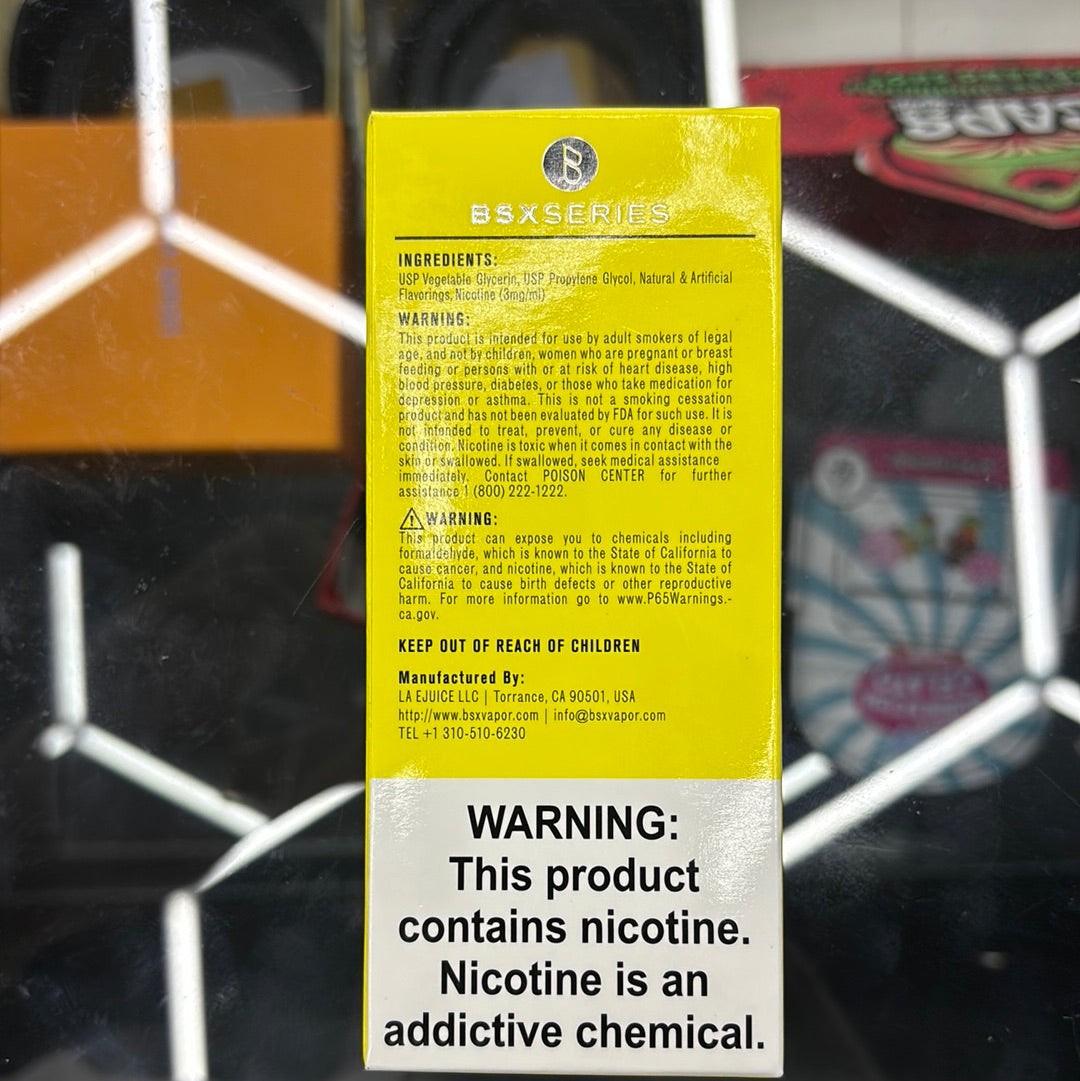 BSXSERIES
INGREDIENTS:
USP Vegetable Glycerin, USP Propylene Glycol, Natural & Artificial
Flavorings, Nicotine (3mg/ml)
WARNING:
This product is intended for use by adult smokers of legal
age, and not by children, women who are pregnant or breast
feeding or persons with or at risk of heart disease, high
blood pressure, diabetes, or those who take medication for
depression or asthma. This is not a smoking cessation
product and has not been evaluated by FDA for such use. It is
not intended to treat, prevent, or cure any disease or
condition. Nicotine is toxic when it comes in contact with the
skin or swallowed. If swallowed, seek medical assistance
immediately. Contact POISON CENTER for further
assistance 1 (800) 222-1222.
WARNING:
This product can expose you to chemicals including
formaldehyde, which is known to the State of California to
cause cancer, and nicotine, which is known to the State of
California to cause birth defects or other reproductive
harm. For more information go to www.P65Warnings.-
ca.gov.
KEEP OUT OF REACH OF CHILDREN
Manufactured By:
LA EJUICE LLC | Torrance, CA 90501, USA
http://www.bsxvapor.com | info@bsxvapor.com
TEL +1 310-510-6230
WARNING:
This product
contains nicotine.
Nicotine is an
addictive chemical.